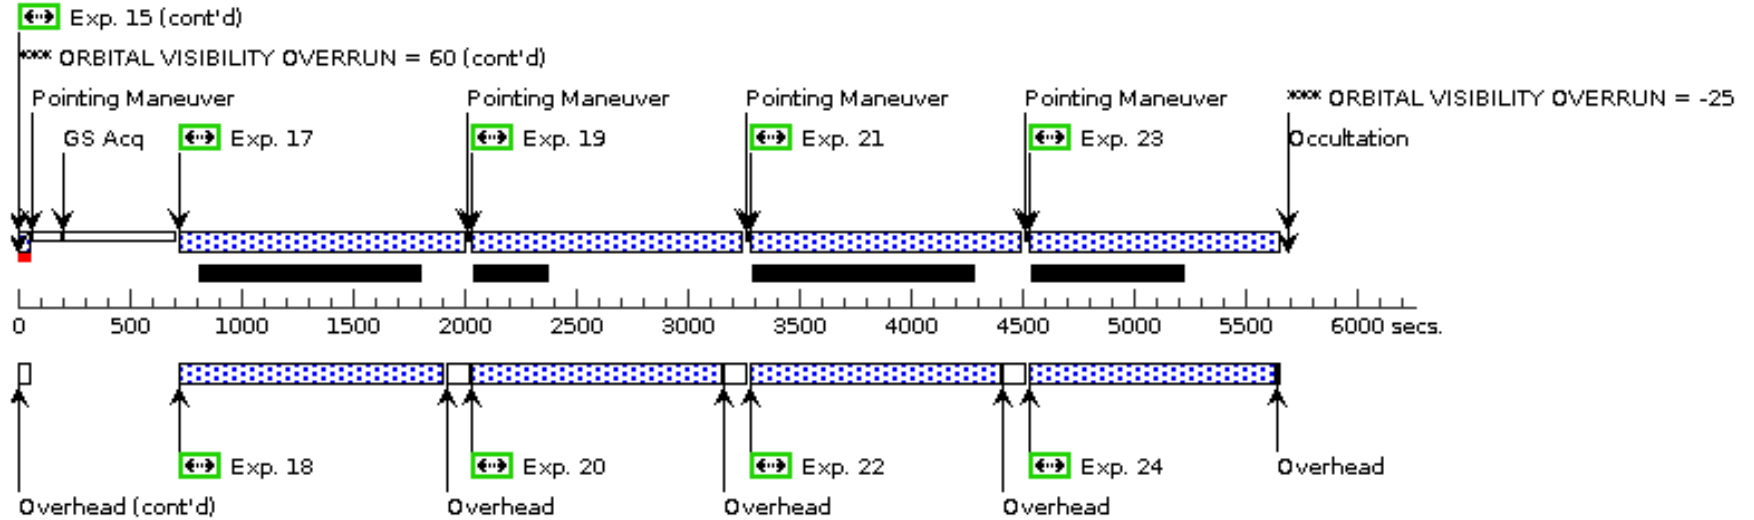 Exp. 15 (cont'd)
*** ORBITAL VISIBILITY OVERRUN = 60 (cont'd)
Pointing Maneuver Pointing Maneuver Pointing Maneuver Pointing Maneuver *** ORBITAL VISIBILITY OVERRUN = -25
GS Acq Exp. 17 Exp. 19 Exp. 21 Exp. 23 Occultation
0 500 1000 1500 2000 2500 3000 3500 4000 4500 5000 5500 6000 secs.
Exp. 18 Exp. 20 Exp. 22 Exp. 24 Overhead
Overhead (cont'd) Overhead Overhead Overhead